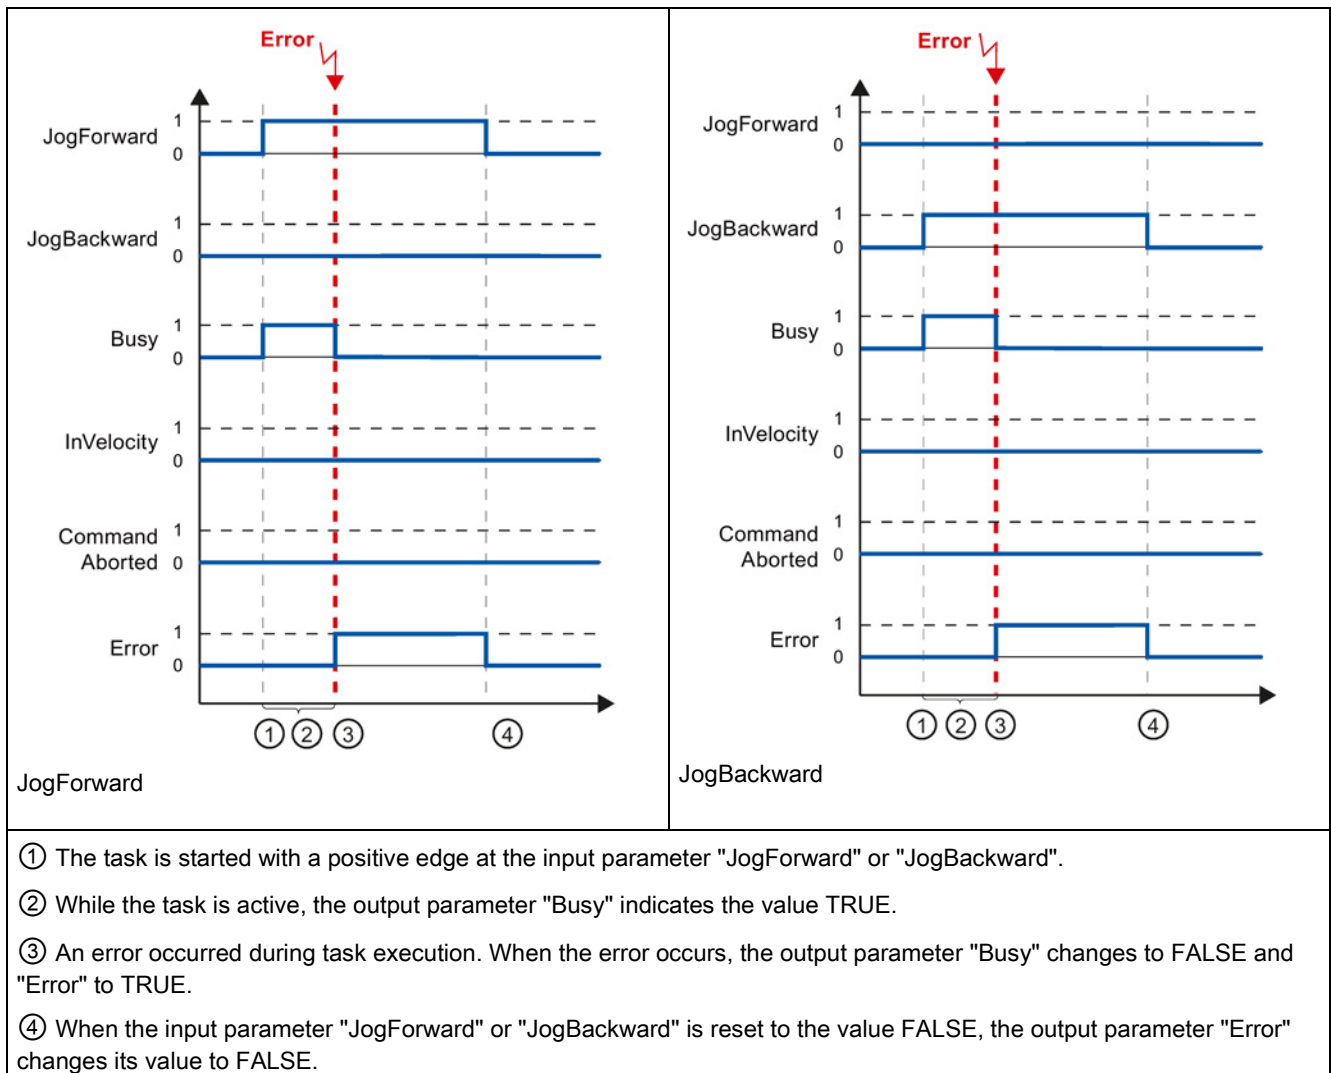 Error
JogForward
1
0
JogBackward
1
0
Busy
1
0
InVelocity
1
0
Command
Aborted
1
0
Error
1
0
① ② ③ ④
JogForward
Error
JogForward
1
0
JogBackward
1
0
Busy
1
0
InVelocity
1
0
Command
Aborted
1
0
Error
1
0
① ② ③ ④
JogBackward
① The task is started with a positive edge at the input parameter "JogForward" or "JogBackward".
② While the task is active, the output parameter "Busy" indicates the value TRUE.
③ An error occurred during task execution. When the error occurs, the output parameter "Busy" changes to FALSE and
"Error" to TRUE.
④ When the input parameter "JogForward" or "JogBackward" is reset to the value FALSE, the output parameter "Error"
changes its value to FALSE.